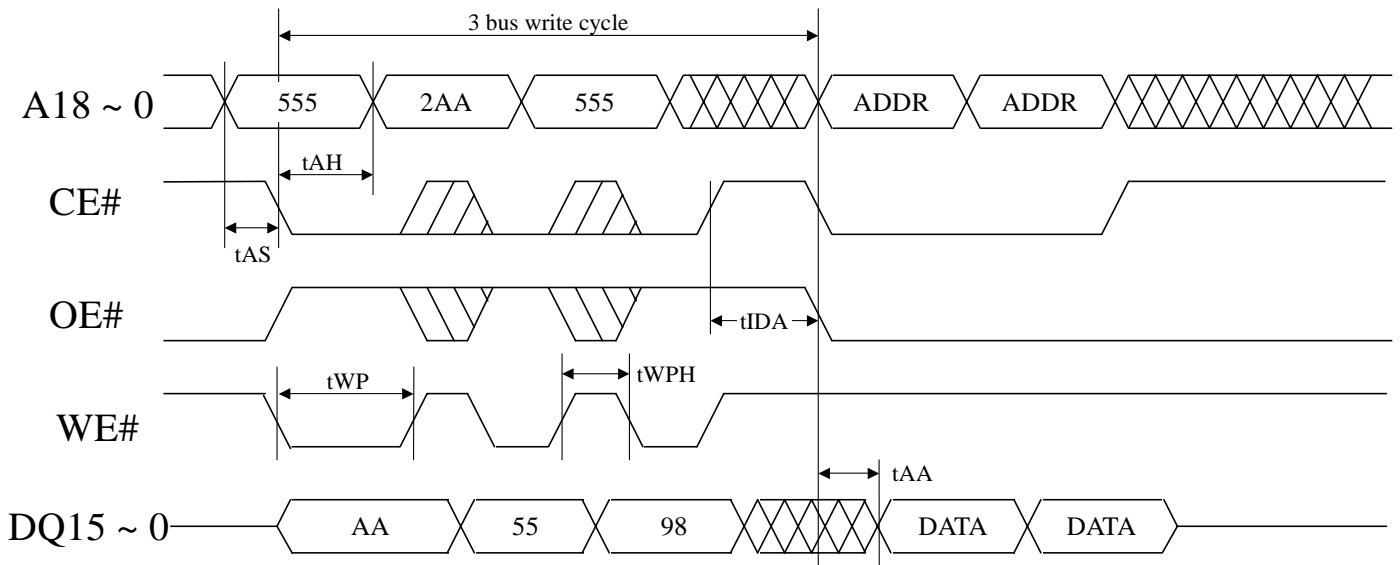 3 bus write cycle
A18 ~ 0
555
2AA
555
ADDR
ADDR
tAH
CE#
tAS
OE#
tIDA
tWP
tWPH
WE#
tAA
DQ15 ~ 0
AA
55
98
DATA
DATA